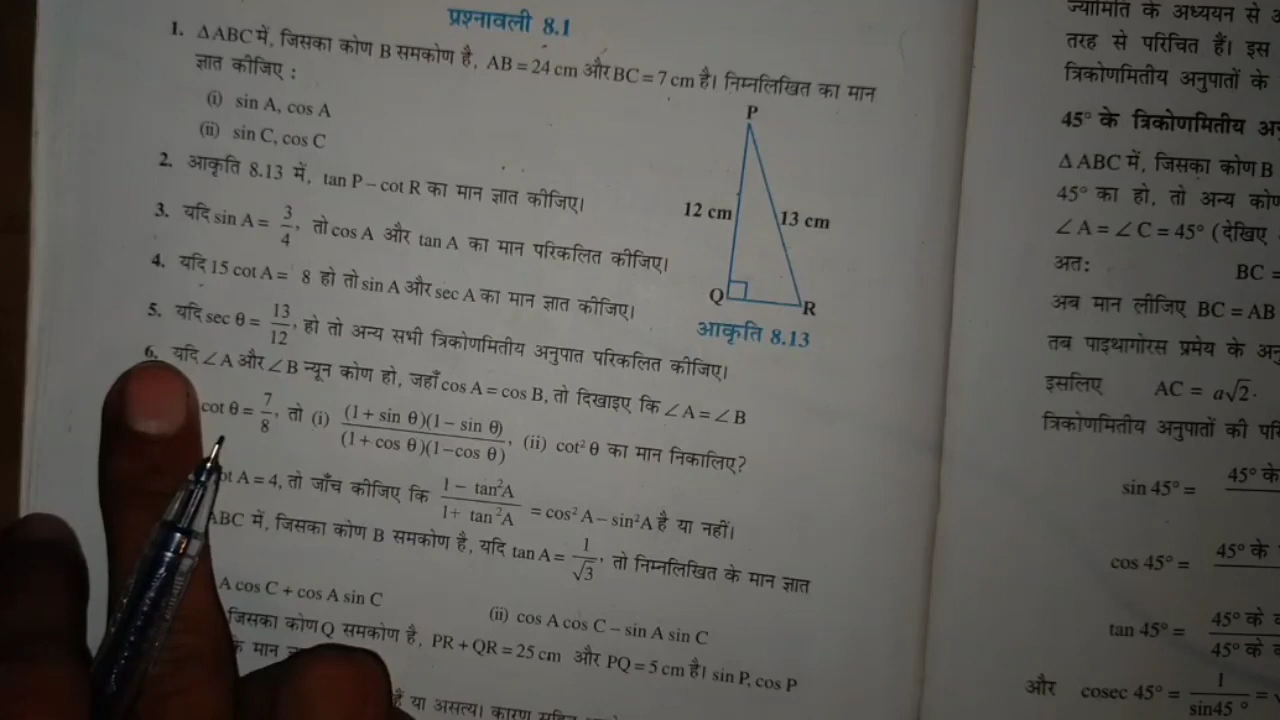 प्रश्नावली 8.1
1. Δ ABC में, जिसका कोण B समकोण है, AB = 24 cm और BC = 7 cm है। निम्नलिखित का मान
ज्ञात कीजिए :
(i) sin A, cos A
(ii) sin C, cos C
2. आकृति 8.13 में, tan P – cot R का मान ज्ञात कीजिए।
3. यदि sin A = 3/4, तो cos A और tan A का मान परिकलित कीजिए।
4. यदि 15 cot A = 8 हो तो sin A और sec A का मान ज्ञात कीजिए।
5. यदि sec θ = 13/12, हो तो अन्य सभी त्रिकोणमितीय अनुपात परिकलित कीजिए।
6. यदि ∠A और ∠B न्यून कोण हो, जहाँ cos A = cos B, तो दिखाइए कि ∠A = ∠B
cot θ = 7/8, तो (i) (1 + sin θ)(1 – sin θ)/(1 + cos θ)(1 – cos θ), (ii) cot² θ का मान निकालिए?
A = 4, तो जाँच कीजिए कि 1 – tan²A/1 + tan²A = cos² A – sin² A है या नहीं।
ABC में, जिसका कोण B समकोण है, यदि tan A = 1/√3, तो निम्नलिखित के मान ज्ञात
A cos C + cos A sin C
(ii) cos A cos C – sin A sin C
जिसका कोण Q समकोण है, PR + QR = 25 cm और PQ = 5 cm है। sin P, cos P
के मान
हैं या असत्य। कारण सहित
P
12 cm
13 cm
Q
R
आकृति 8.13
ज्यामिति के अध्ययन से
तरह से परिचित हैं। इस
त्रिकोणमितीय अनुपातों के
45° के त्रिकोणमितीय
Δ ABC में, जिसका कोण B
45° का हो, तो अन्य
∠A = ∠C = 45° (देखिए
अतः BC =
अब मान लीजिए BC = AB
तब पाइथागोरस प्रमेय के
इसलिए AC = a√2.
त्रिकोणमितीय अनुपातों की
sin 45° = 45° के
cos 45° = 45° के
tan 45° = 45° के/45° के
और cosec 45° = 1/sin45° =